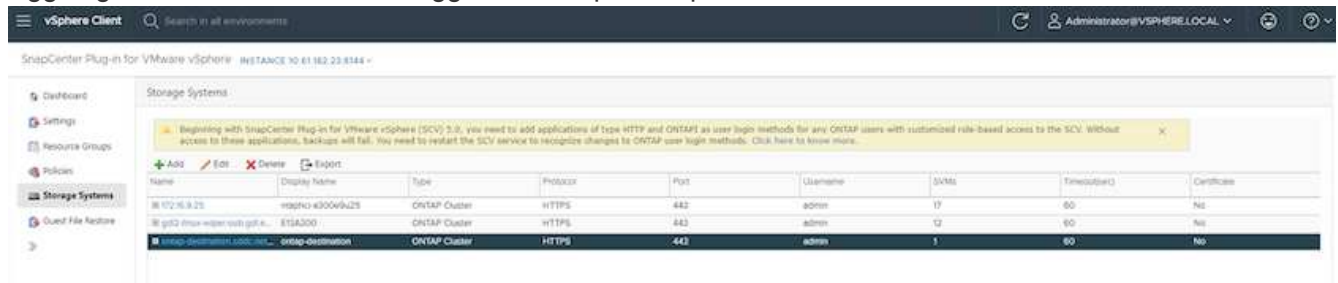 vSphere Client Search in all environments Administrator@VSPHERE.LOCAL
SnapCenter Plug-in for VMware vSphere INSTANCE 10.61.182.23:8144
Dashboard
Settings
Resource Groups
Policies
Storage Systems
Guest File Restore
Storage Systems
Beginning with SnapCenter Plug-in for VMware vSphere (SCV) 5.0, you need to add applications of type HTTP and ONTAPI as user login methods for any ONTAP users with customized role-based access to the SCV. Without
access to these applications, backups will fail. You need to restart the SCV service to recognize changes to ONTAP user login methods. Click here to know more.
Add Edit Delete Export
Name Display Name Type Protocol Port Username SVMs Timeout(sec) Certificate
172.16.9.25 ONTAP Cluster HTTPS 443 admin 17 60 No
ONTAP Cluster HTTPS 443 admin 12 60 No
ontap-destination ONTAP Cluster HTTPS 443 admin 1 60 No